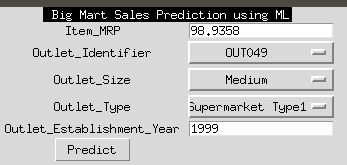 Big Mart Sales Prediction using ML
Item_MRP 98.9358
Outlet_Identifier OUT049
Outlet_Size Medium
Outlet_Type Supermarket Type1
Outlet_Establishment_Year 1999
Predict